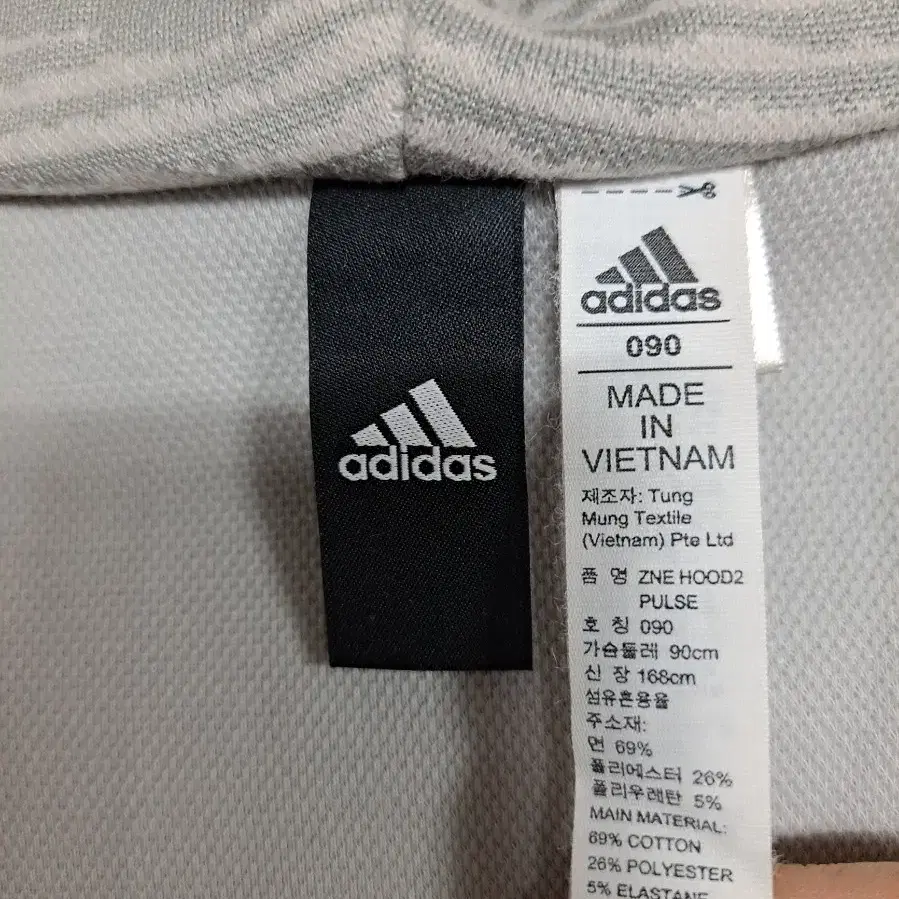 adidas
adidas
090
MADE
IN
VIETNAM
제조자: Tung
Mung Textile
(Vietnam) Pte Ltd
품 명 ZNE HOOD2
PULSE
호 칭 090
가슴둘레 90cm
신 장 168cm
섬유혼용율
주소재:
면 69%
폴리에스터 26%
폴리우레탄 5%
MAIN MATERIAL:
69% COTTON
26% POLYESTER
5% ELASTANE